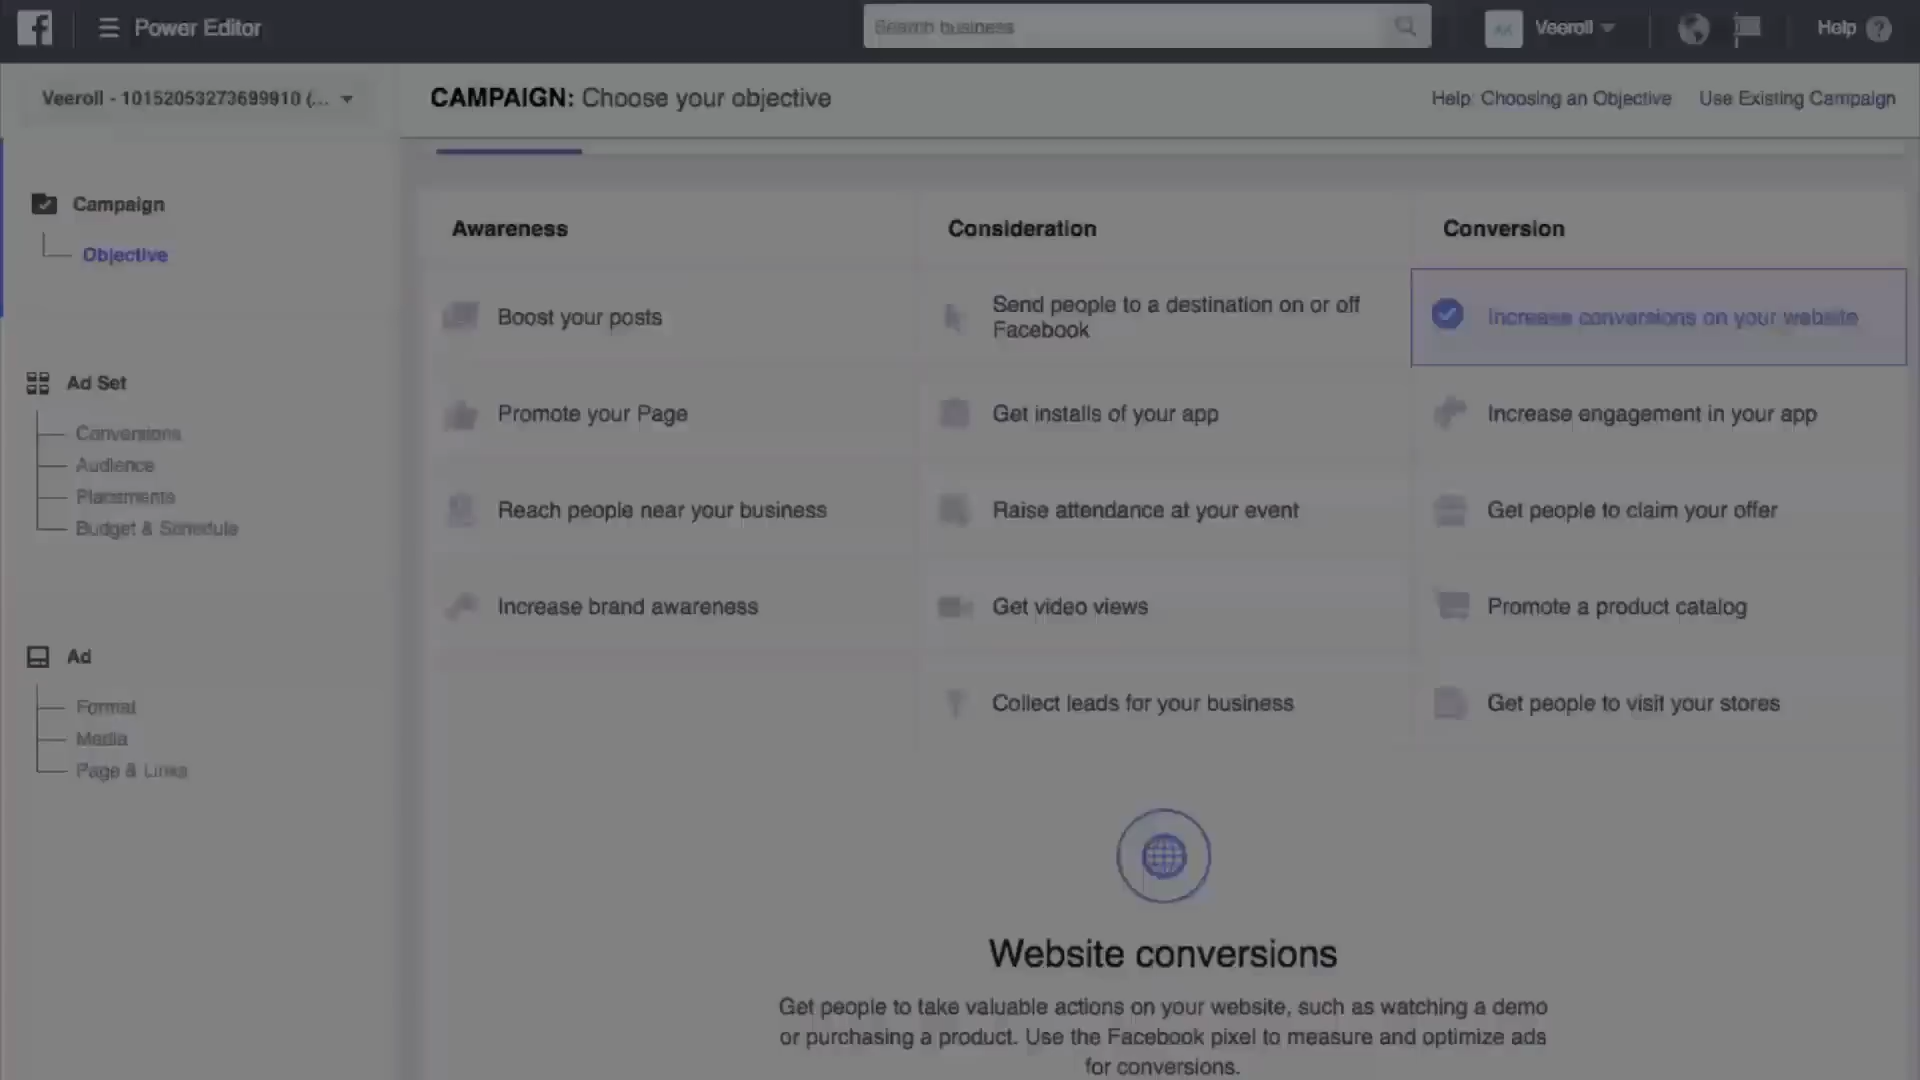 Power Editor
Search business
Veeroll
Help
Veeroll - 10152053273699910 (...
CAMPAIGN: Choose your objective
Help: Choosing an Objective
Use Existing Campaign
Campaign
Objective
Ad Set
Conversions
Audience
Placements
Budget & Schedule
Ad
Format
Media
Page & Links
Awareness
Boost your posts
Promote your Page
Reach people near your business
Increase brand awareness
Consideration
Send people to a destination on or off
Facebook
Get installs of your app
Raise attendance at your event
Get video views
Collect leads for your business
Conversion
Increase conversions on your website
Increase engagement in your app
Get people to claim your offer
Promote a product catalog
Get people to visit your stores
Website conversions
Get people to take valuable actions on your website, such as watching a demo
or purchasing a product. Use the Facebook pixel to measure and optimize ads
for conversions.